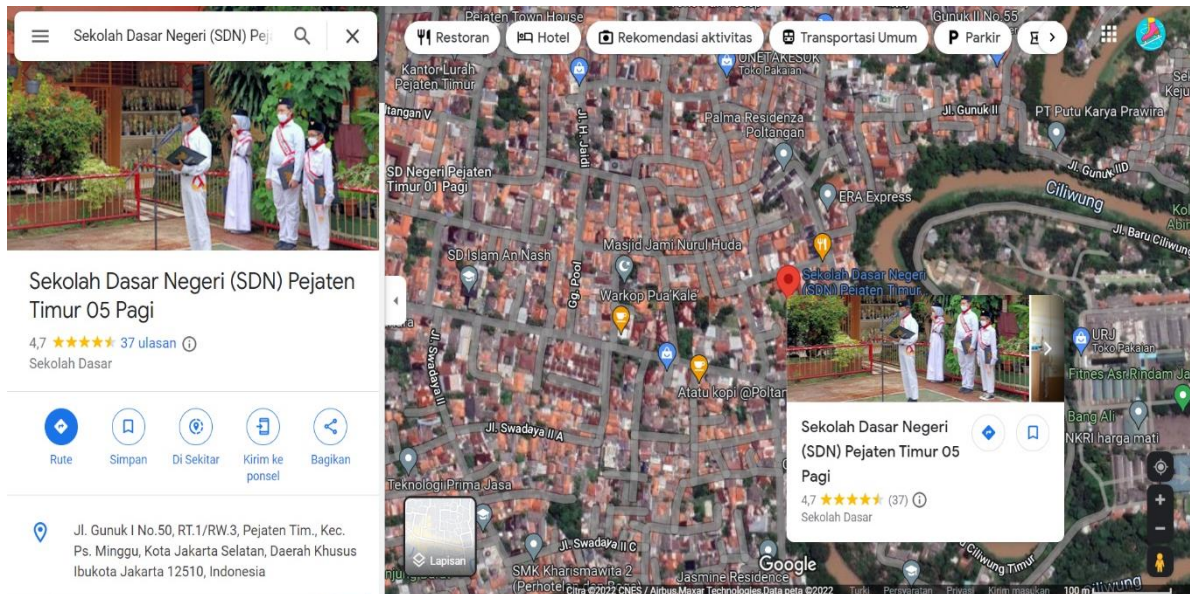 Sekolah Dasar Negeri (SDN) Pej
Sekolah Dasar Negeri (SDN) Pejaten
Timur 05 Pagi
4,7 37 ulasan
Sekolah Dasar
Rute
Simpan
Di Sekitar
Kirim ke
ponsel
Bagikan
Jl. Gunuk I No.50, RT.1/RW.3, Pejaten Tim., Kec.
Ps. Minggu, Kota Jakarta Selatan, Daerah Khusus
Ibukota Jakarta 12510, Indonesia
Pejaten Town House
Gunuk II No.55
Restoran
Hotel
Rekomendasi aktivitas
Transportasi Umum
P Parkir
ONETAKESOK
Toko Pakaian
Kantor Lurah
Pejaten Timur
ltangan V
Jl. H. Jaidi
Palma Residenza
Poltangan
Jl. Gunuk II
PT Putu Karya Prawira
Jl. Gunuk IID
SD Negeri Pejaten
Timur 01 Pagi
ERA Express
Ciliwung
Jl. Baru Ciliwung
SD Islam An Nash
Masjid Jami Nurul Huda
Gg. Pool
Warkop Pua'Kale
Sekolah Dasar Negeri
(SDN) Pejaten Timur
URJ
Toko Pakaian
Jl. Swadaya II
Atatu kopi @Poltan
Fitnes Asr Rindam Ja
Bang Ali
NKRI harga mati
Jl. Swadaya II A
Sekolah Dasar Negeri
(SDN) Pejaten Timur 05
Pagi
4,7 (37)
Sekolah Dasar
Teknologi Prima Jasa
Lapisan
Jl. Swadaya II C
SMK Kharismawita 2
Jasmine Residence
Google
Ciliwung Timur
Citra ©2022 CNES / Airbus,Maxar Technologies,Data peta ©2022
Turki
Persyaratan
Privasi
Kirim masukan
100 m